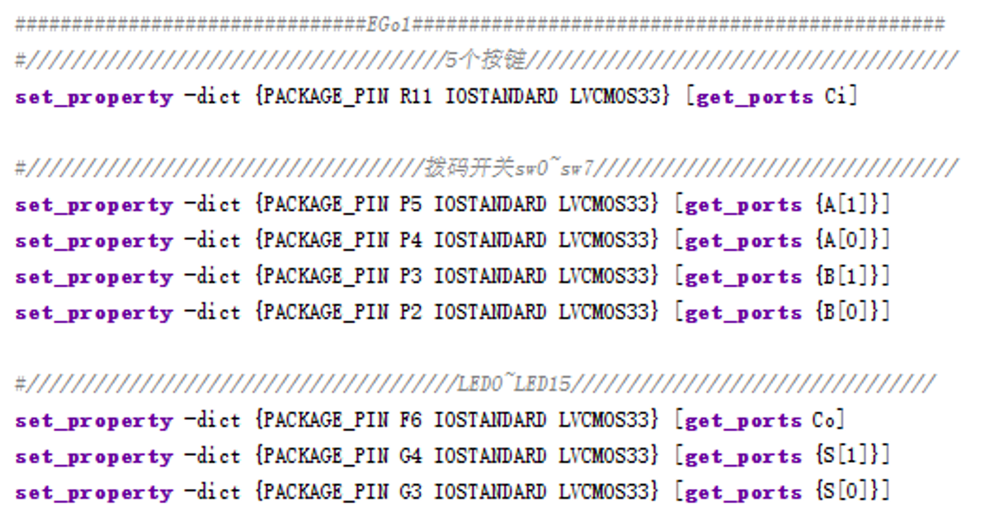 ###############################EGo1###############################################
#/////////////////////////////////////5个按键//////////////////////////////////////
set_property -dict {PACKAGE_PIN R11 IOSTANDARD LVCMOS33} [get_ports Ci]
#///////////////////////////////////拨码开关sw0~sw7////////////////////////////////
set_property -dict {PACKAGE_PIN P5 IOSTANDARD LVCMOS33} [get_ports {A[1]}]
set_property -dict {PACKAGE_PIN P4 IOSTANDARD LVCMOS33} [get_ports {A[0]}]
set_property -dict {PACKAGE_PIN P3 IOSTANDARD LVCMOS33} [get_ports {B[1]}]
set_property -dict {PACKAGE_PIN P2 IOSTANDARD LVCMOS33} [get_ports {B[0]}]
#//////////////////////////////////////LED0~LED15////////////////////////////////
set_property -dict {PACKAGE_PIN F6 IOSTANDARD LVCMOS33} [get_ports Co]
set_property -dict {PACKAGE_PIN G4 IOSTANDARD LVCMOS33} [get_ports {S[1]}]
set_property -dict {PACKAGE_PIN G3 IOSTANDARD LVCMOS33} [get_ports {S[0]}]